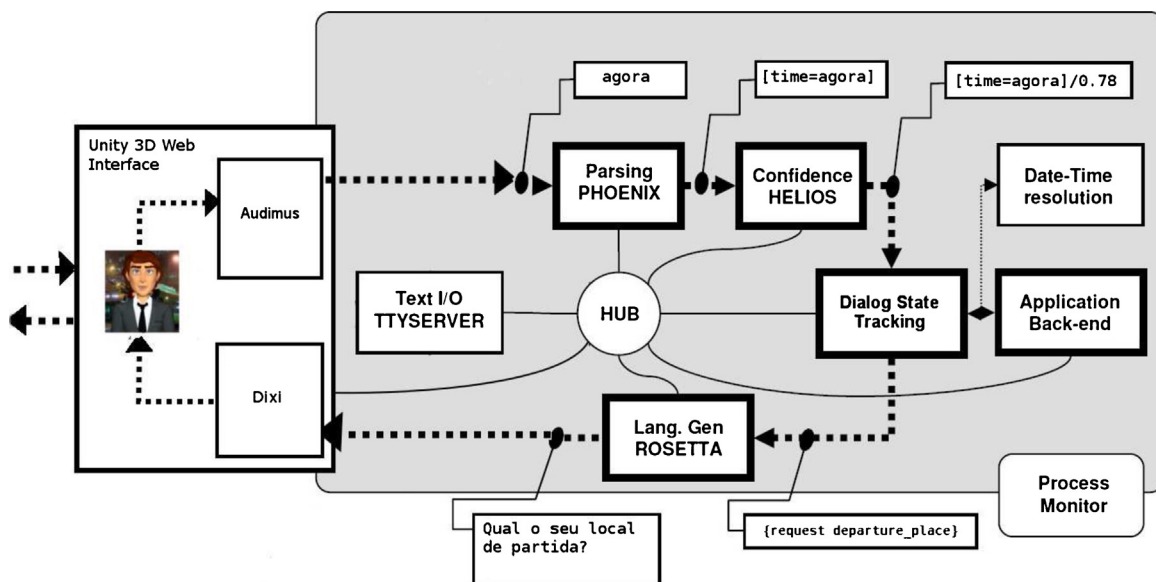 agora
[time=agora]
[time=agora]/0.78
Unity 3D Web
Interface
Audimus
Parsing
PHOENIX
Confidence
HELIOS
Date-Time
resolution
Text I/O
TTYSERVER
HUB
Dialog State
Tracking
Application
Back-end
Dixi
Lang. Gen
ROSETTA
Process
Monitor
Qual o seu local
de partida?
{request departure_place}